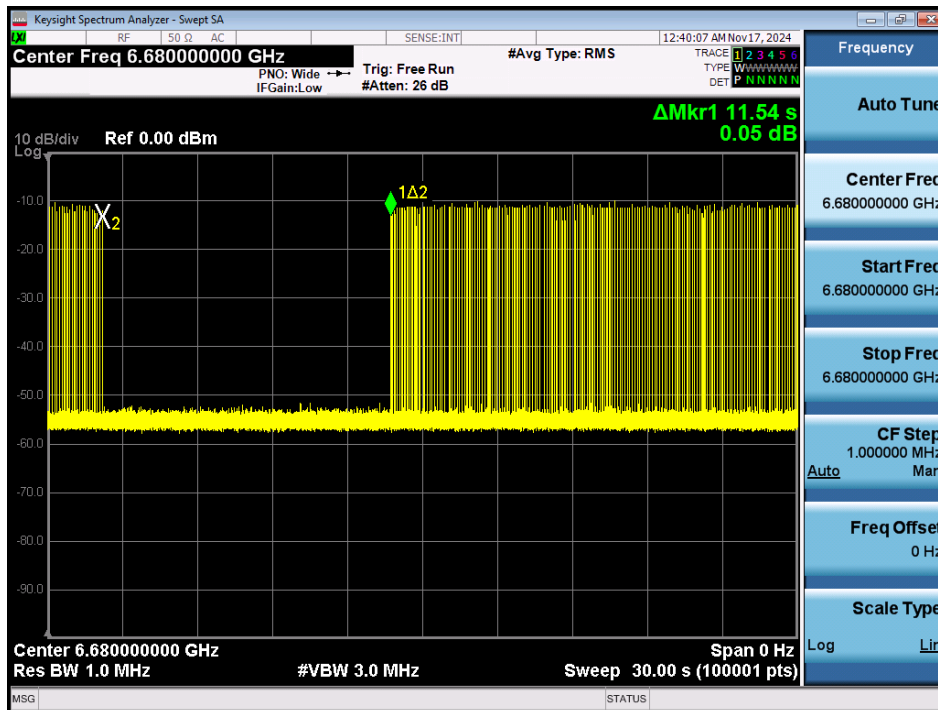 Keysight Spectrum Analyzer - Swept SA
LXI RF 50 Ω AC SENSE:INT 12:40:07 AM Nov 17, 2024
Center Freq 6.680000000 GHz
PNO: Wide
IFGain:Low
Trig: Free Run
#Atten: 26 dB
#Avg Type: RMS
TRACE 1 2 3 4 5 6
TYPE WWWWWWW
DET P N N N N N
ΔMkr1 11.54 s
0.05 dB
10 dB/div
Log
Ref 0.00 dBm
-10.0
-20.0
-30.0
-40.0
-50.0
-60.0
-70.0
-80.0
-90.0
X2
1Δ2
Center 6.680000000 GHz
Span 0 Hz
Res BW 1.0 MHz
#VBW 3.0 MHz
Sweep 30.00 s (100001 pts)
MSG
STATUS
Frequency
Auto Tune
Center Freq
6.680000000 GHz
Start Freq
6.680000000 GHz
Stop Freq
6.680000000 GHz
CF Step
1.000000 MHz
Auto Man
Freq Offset
0 Hz
Scale Type
Log Lin